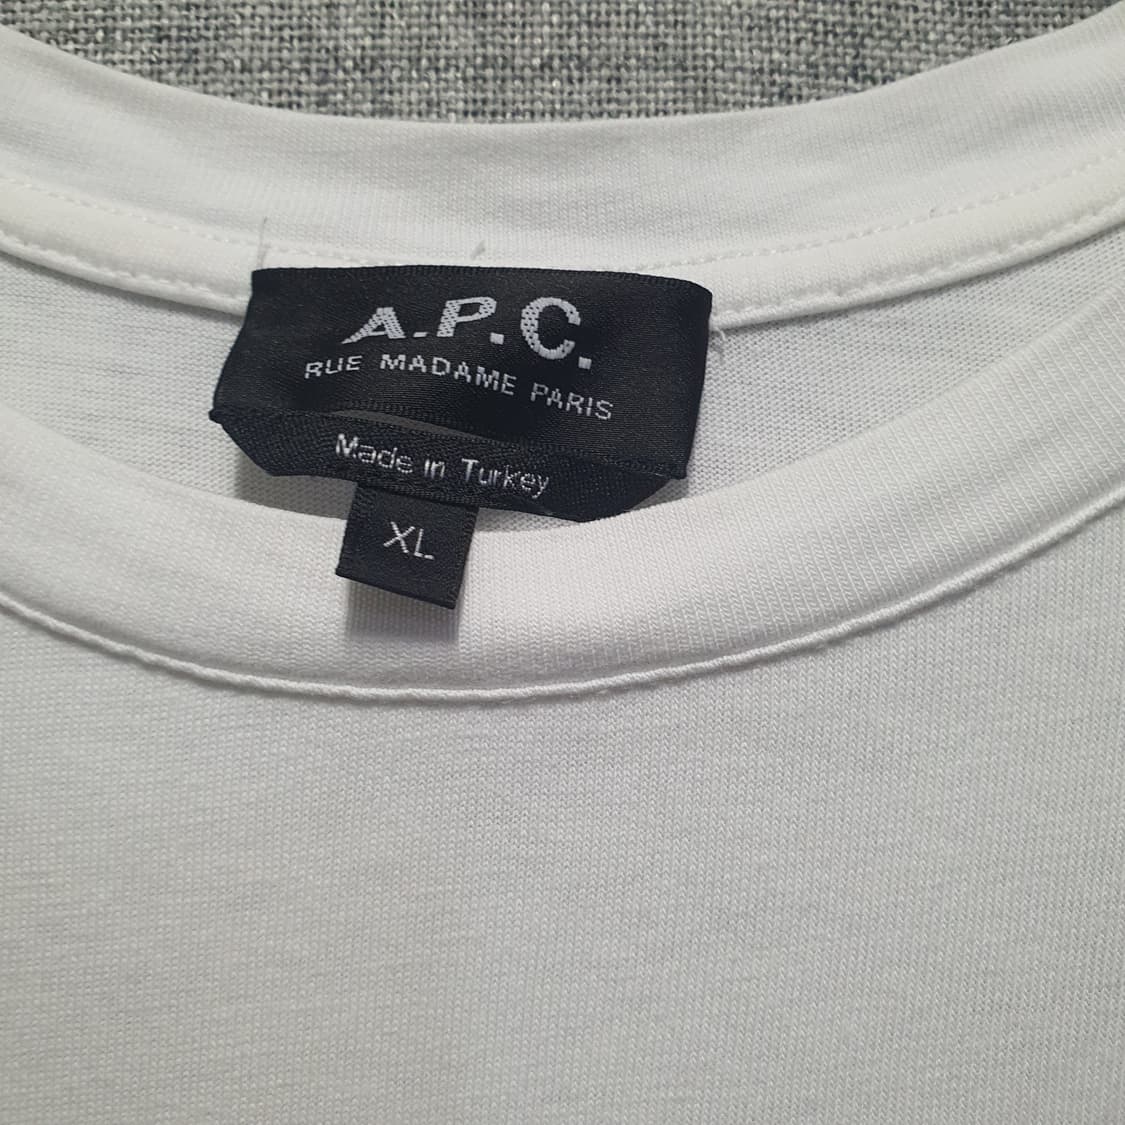 A.P.C.
RUE MADAME PARIS
Made in Turkey
XL